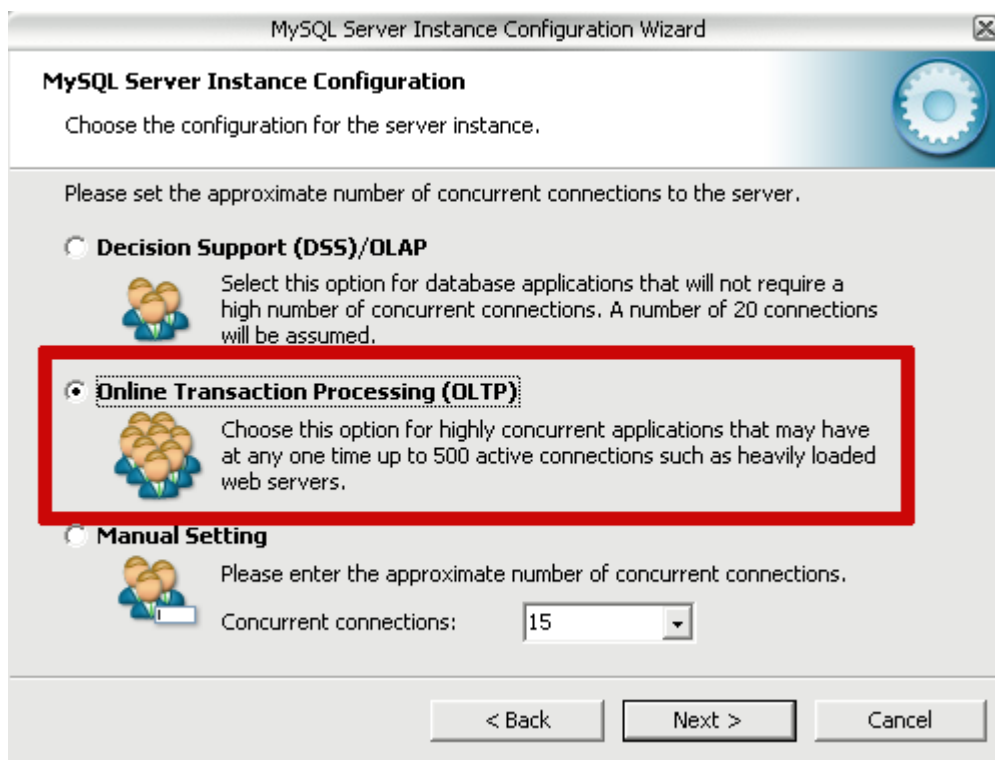 MySQL Server Instance Configuration Wizard
MySQL Server Instance Configuration
Choose the configuration for the server instance.
Please set the approximate number of concurrent connections to the server.
Decision Support (DSS)/OLAP
Select this option for database applications that will not require a
high number of concurrent connections. A number of 20 connections
will be assumed.
Online Transaction Processing (OLTP)
Choose this option for highly concurrent applications that may have
at any one time up to 500 active connections such as heavily loaded
web servers.
Manual Setting
Please enter the approximate number of concurrent connections.
Concurrent connections: 15
< Back Next > Cancel